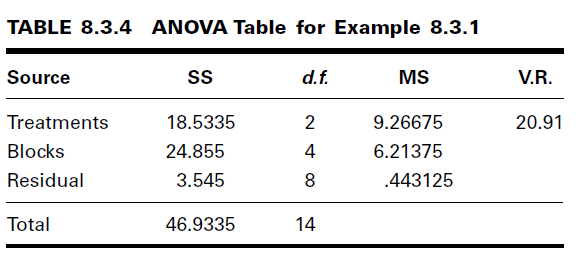 TABLE 8.3.4 ANOVA Table for Example 8.3.1
Source SS d.f. MS V.R.
Treatments 18.5335 2 9.26675 20.91
Blocks 24.855 4 6.21375
Residual 3.545 8 .443125
Total 46.9335 14